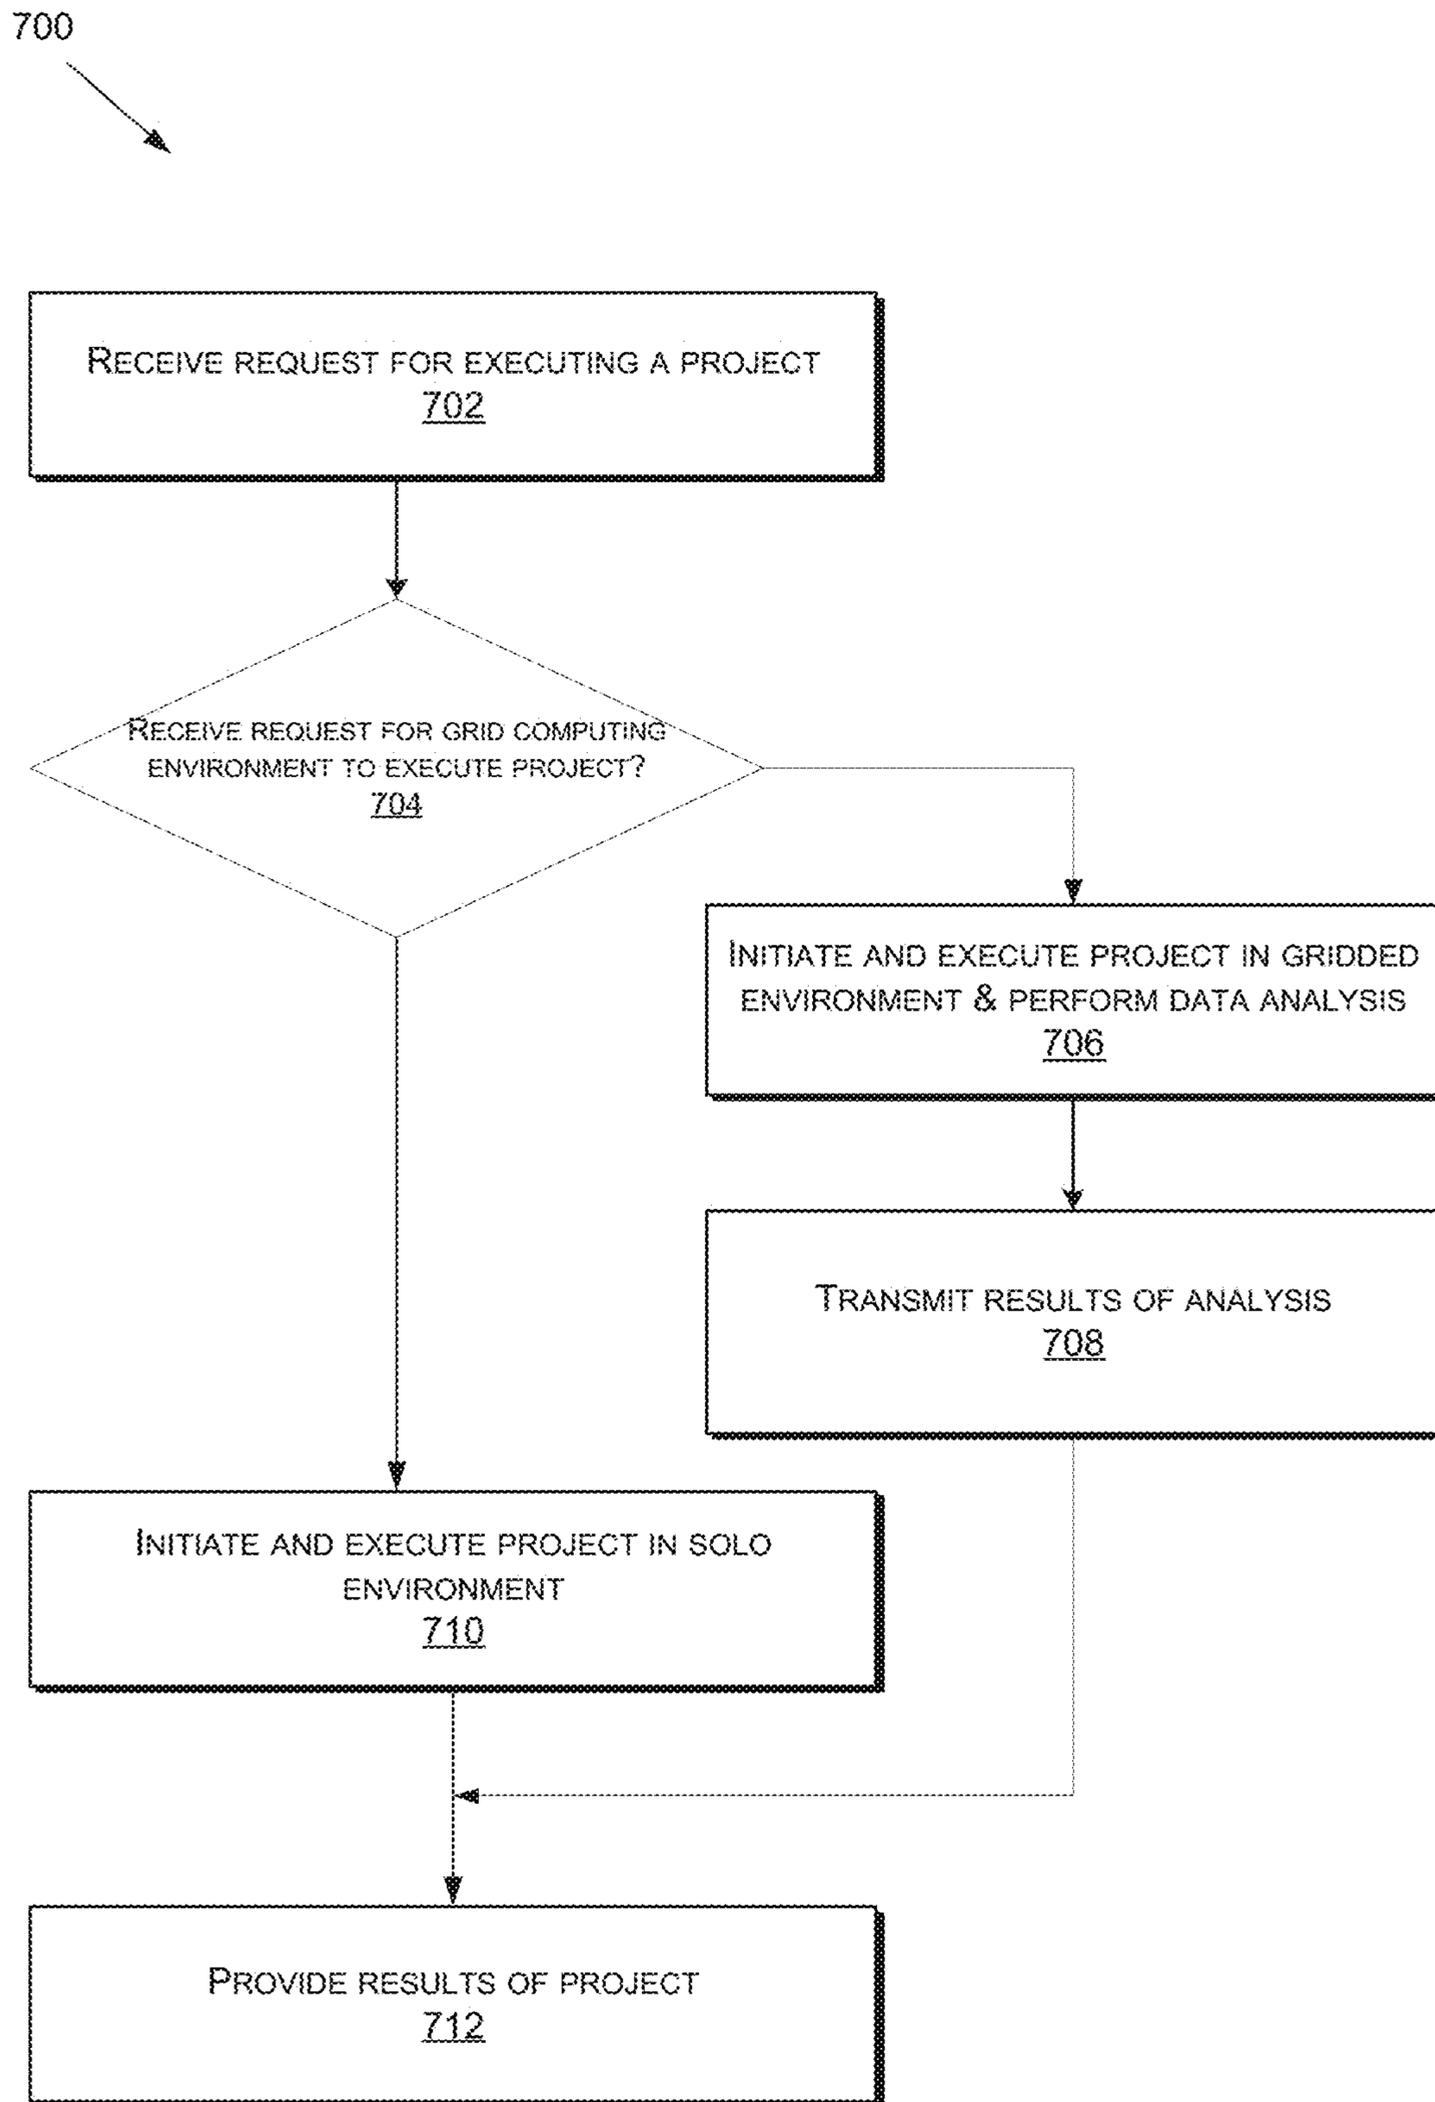 700
RECEIVE REQUEST FOR EXECUTING A PROJECT
702
RECEIVE REQUEST FOR GRID COMPUTING
ENVIRONMENT TO EXECUTE PROJECT?
704
INITIATE AND EXECUTE PROJECT IN GRIDDED
ENVIRONMENT & PERFORM DATA ANALYSIS
706
TRANSMIT RESULTS OF ANALYSIS
708
INITIATE AND EXECUTE PROJECT IN SOLO
ENVIRONMENT
710
PROVIDE RESULTS OF PROJECT
712